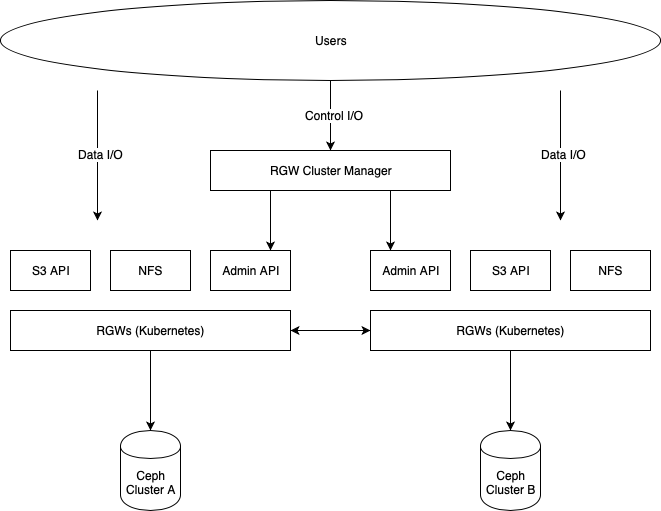 Users
Control I/O
Data I/O
Data I/O
RGW Cluster Manager
S3 API
NFS
Admin API
Admin API
S3 API
NFS
RGWs (Kubernetes)
RGWs (Kubernetes)
Ceph
Cluster A
Ceph
Cluster B